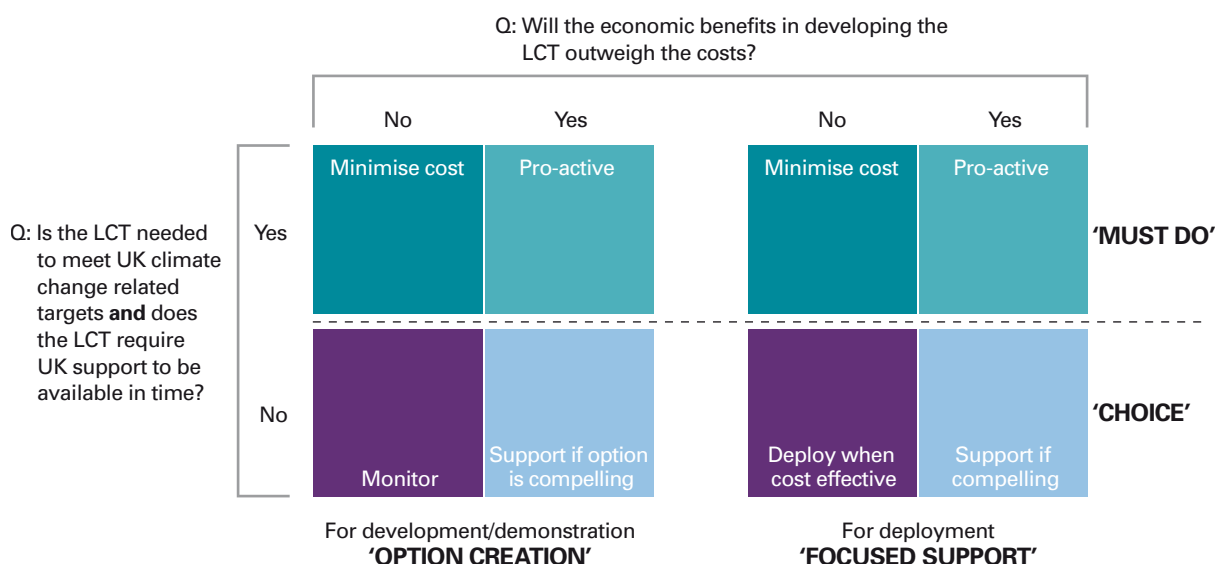 Q: Will the economic benefits in developing the
LCT outweigh the costs?
No
Yes
No
Yes
Minimise cost
Pro-active
Minimise cost
Pro-active
Q: Is the LCT needed
to meet UK climate
change related
targets and does
the LCT require
UK support to be
available in time?
Yes
'MUST DO'
No
'CHOICE'
Monitor
Support if option
is compelling
Deploy when
cost effective
Support if
compelling
For development/demonstration
'OPTION CREATION'
For deployment
'FOCUSED SUPPORT'